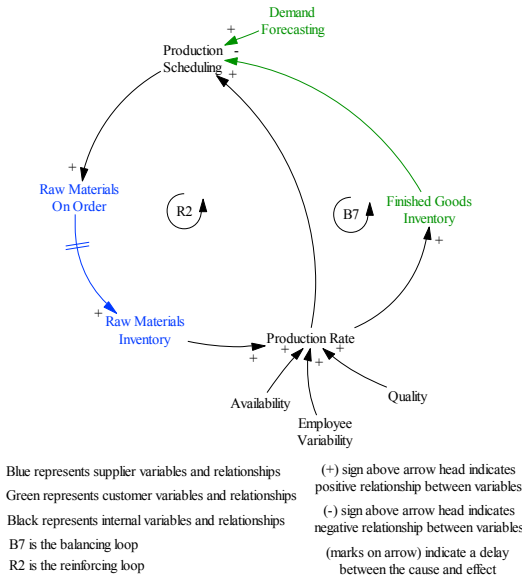 Demand
Forecasting
+
Production
Scheduling
-
+
+
Raw Materials
On Order
R2
B7
Finished Goods
Inventory
+
+
Raw Materials
Inventory
+
Production Rate
+
+
+
Availability
Employee
Variability
Quality
Blue represents supplier variables and relationships
Green represents customer variables and relationships
Black represents internal variables and relationships
B7 is the balancing loop
R2 is the reinforcing loop
(+) sign above arrow head indicates
positive relationship between variables
(-) sign above arrow head indicates
negative relationship between variables
(marks on arrow) indicate a delay
between the cause and effect